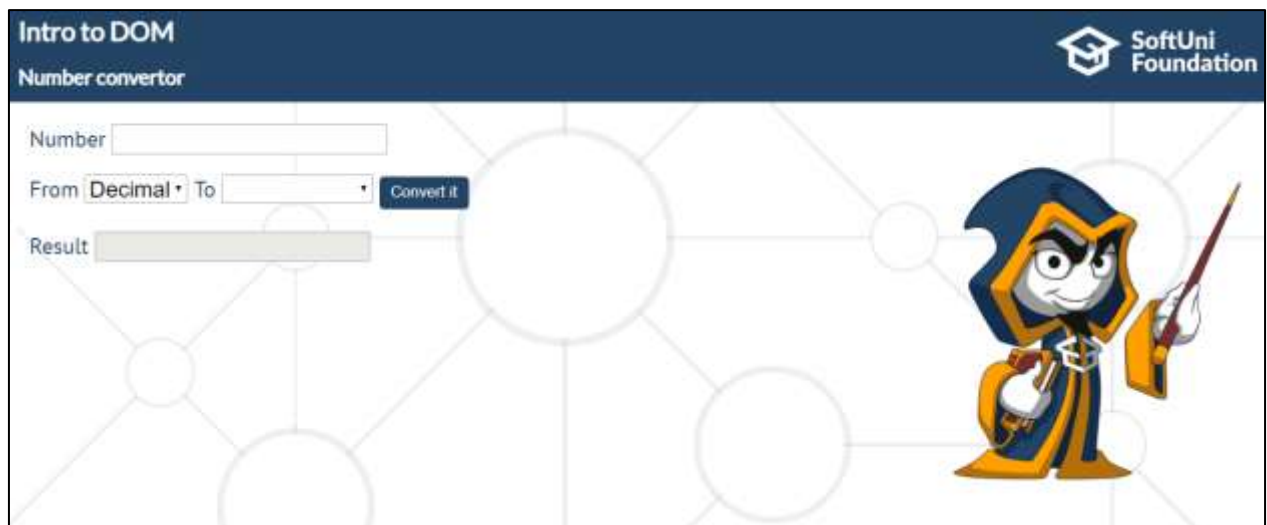 Intro to DOM
SoftUni
Foundation
Number convertor
Number
From Decimal To Convert it
Result